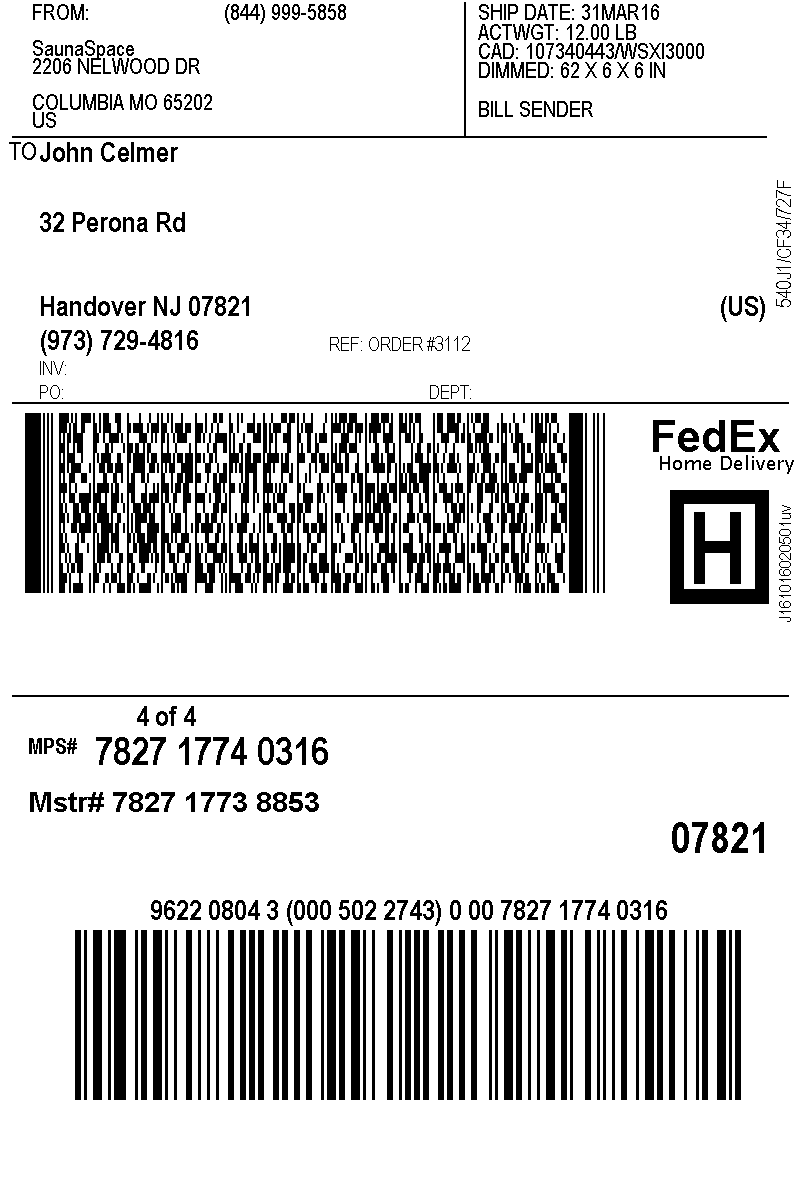 FROM: (844) 999-5858
SaunaSpace
2206 NELWOOD DR
COLUMBIA MO 65202
US
SHIP DATE: 31MAR16
ACTWGT: 12.00 LB
CAD: 107340443/WSXI3000
DIMMED: 62 X 6 X 6 IN
BILL SENDER
TO John Celmer
32 Perona Rd
Handover NJ 07821 (US)
(973) 729-4816 REF: ORDER #3112
INV:
PO: DEPT:
540J1/CF34/727F
FedEx
Home Delivery
H
J161016020501uv
4 of 4
MPS# 7827 1774 0316
Mstr# 7827 1773 8853
07821
9622 0804 3 (000 502 2743) 0 00 7827 1774 0316